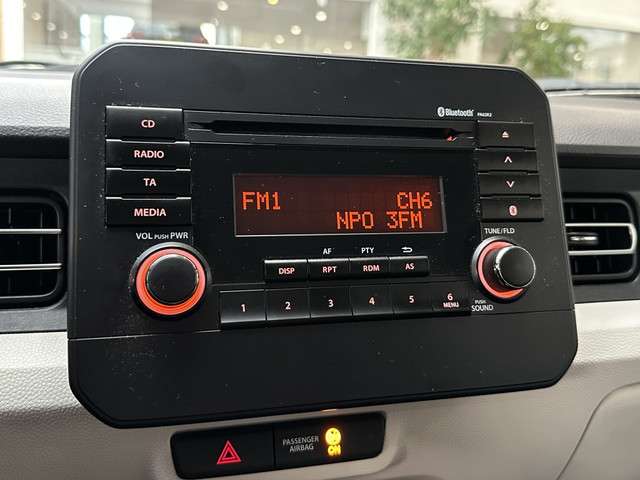 Bluetooth® PA63R2
CD
RADIO
TA
MEDIA
VOL PUSH PWR
FM1 CH6
NPO 3FM
AF PTY
DISP RPT RDM AS
1 2 3 4 5 6 MENU
TUNE/FLD
PUSH SOUND
PASSENGER
AIRBAG ON